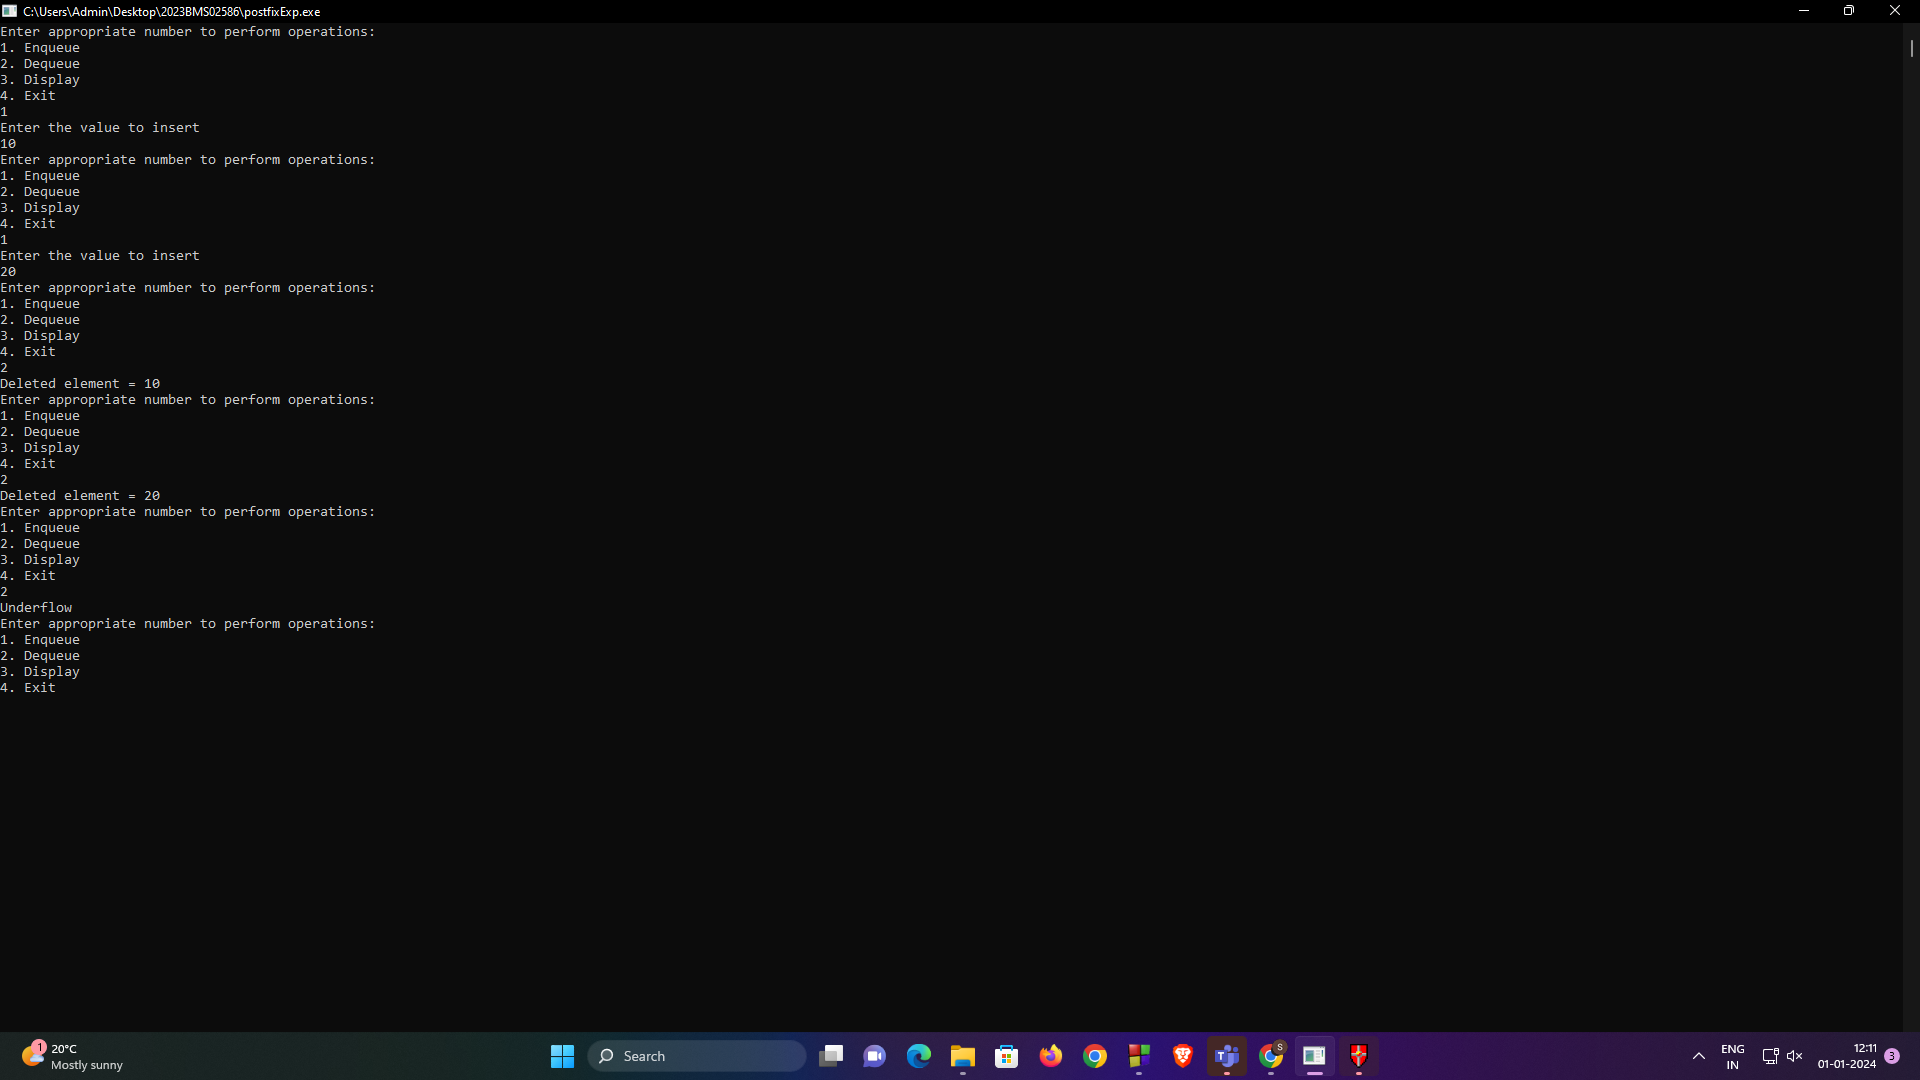 C:\Users\Admin\Desktop\2023BMS02586\postfixExp.exe
Enter appropriate number to perform operations:
1. Enqueue
2. Dequeue
3. Display
4. Exit
1
Enter the value to insert
10
Enter appropriate number to perform operations:
1. Enqueue
2. Dequeue
3. Display
4. Exit
1
Enter the value to insert
20
Enter appropriate number to perform operations:
1. Enqueue
2. Dequeue
3. Display
4. Exit
2
Deleted element = 10
Enter appropriate number to perform operations:
1. Enqueue
2. Dequeue
3. Display
4. Exit
2
Deleted element = 20
Enter appropriate number to perform operations:
1. Enqueue
2. Dequeue
3. Display
4. Exit
2
Underflow
Enter appropriate number to perform operations:
1. Enqueue
2. Dequeue
3. Display
4. Exit
1
20°C
Mostly sunny
Search
T
S
ENG
IN
12:11
01-01-2024
3